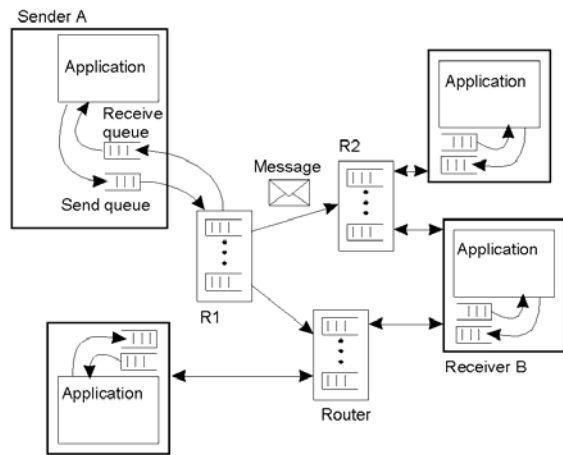 Sender A
Application
Receive
queue
Send queue
R1
Message
R2
Application
Application
Receiver B
Router
Application